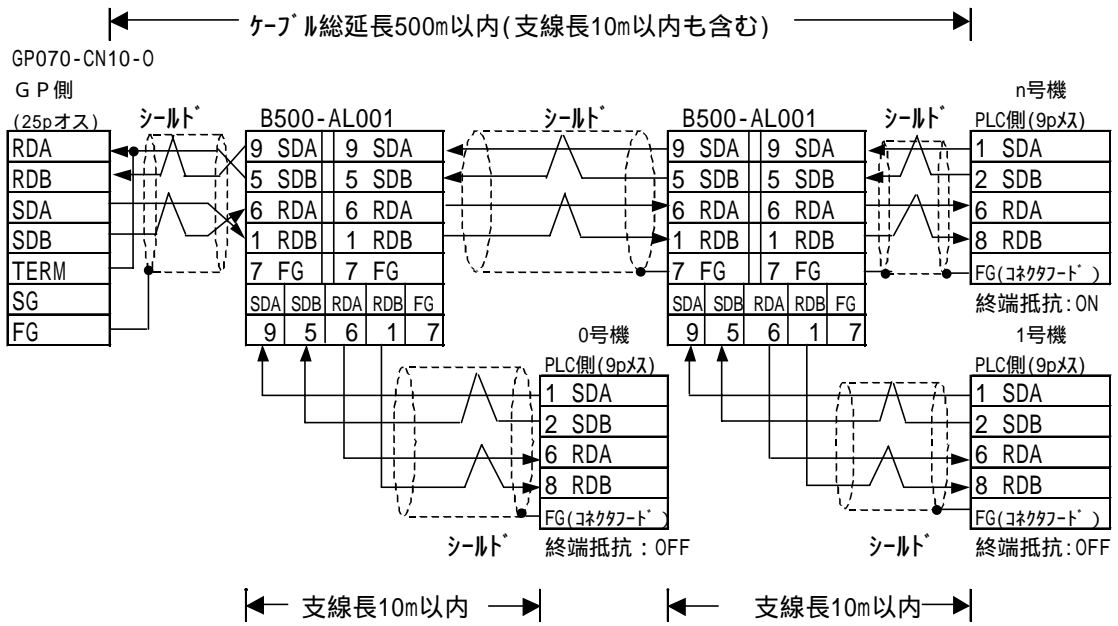 ケーブル総延長500m以内(支線長10m以内も含む)
GP070-CN10-O
GP側
(25pオス)
RDA
RDB
SDA
SDB
TERM
SG
FG
シールド
B500-AL001
9 SDA 9 SDA
5 SDB 5 SDB
6 RDA 6 RDA
1 RDB 1 RDB
7 FG 7 FG
SDA SDB RDA RDB FG
9 5 6 1 7
シールド
B500-AL001
9 SDA 9 SDA
5 SDB 5 SDB
6 RDA 6 RDA
1 RDB 1 RDB
7 FG 7 FG
SDA SDB RDA RDB FG
9 5 6 1 7
シールド
n号機
PLC側(9pメス)
1 SDA
2 SDB
6 RDA
8 RDB
FG(コネクタフード)
終端抵抗:ON
0号機
PLC側(9pメス)
1 SDA
2 SDB
6 RDA
8 RDB
FG(コネクタフード)
シールド
終端抵抗:OFF
1号機
PLC側(9pメス)
1 SDA
2 SDB
6 RDA
8 RDB
FG(コネクタフード)
シールド
終端抵抗:OFF
支線長10m以内
支線長10m以内